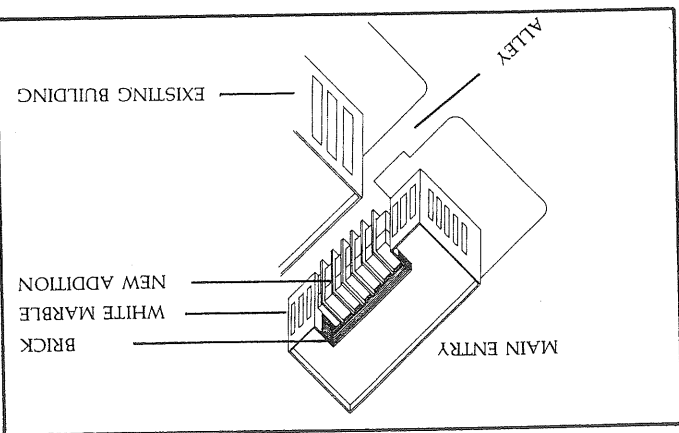 MAIN ENTRY
BRICK
WHITE MARBLE
NEW ADDITION
EXISTING BUILDING
ALLEY